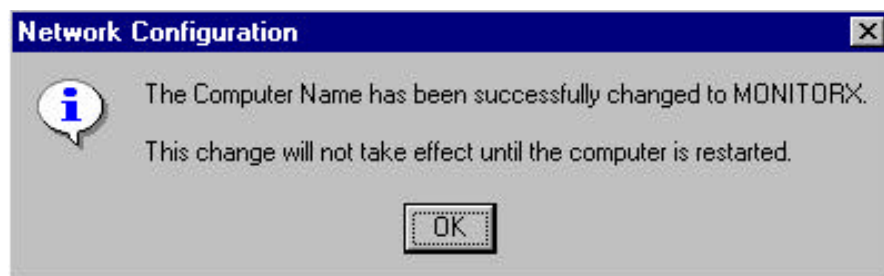 Network Configuration
The Computer Name has been successfully changed to MONITORX.
This change will not take effect until the computer is restarted.
OK